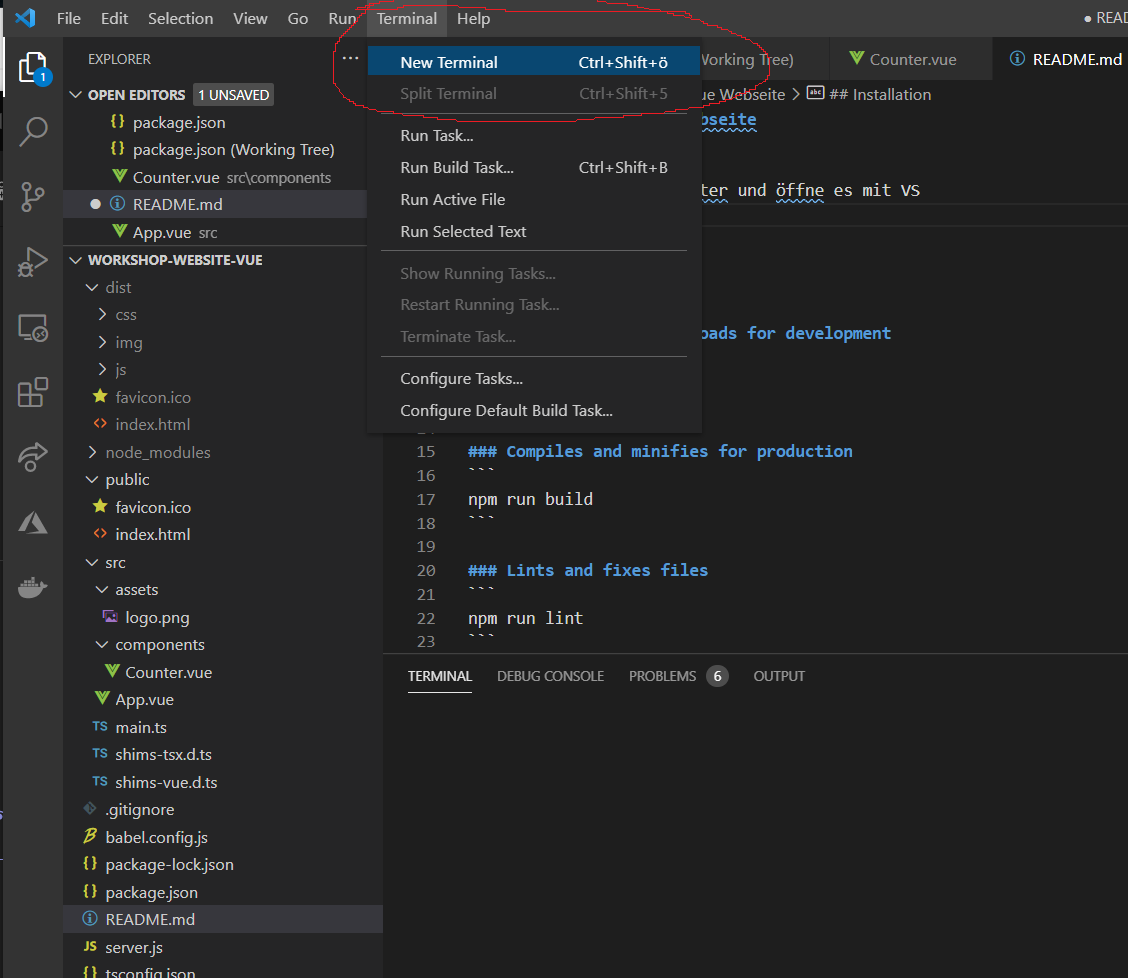 File Edit Selection View Go Run Terminal Help
● READ
EXPLORER
...
1
OPEN EDITORS 1 UNSAVED
{} package.json
{} package.json (Working Tree)
Counter.vue src\components
README.md
App.vue src
WORKSHOP-WEBSITE-VUE
dist
css
img
js
favicon.ico
index.html
node_modules
public
favicon.ico
index.html
src
assets
logo.png
components
Counter.vue
App.vue
TS main.ts
TS shims-tsx.d.ts
TS shims-vue.d.ts
.gitignore
babel.config.js
{} package-lock.json
{} package.json
README.md
JS server.js
{} tsconfig.json
New Terminal Ctrl+Shift+ö
Split Terminal Ctrl+Shift+5
Run Task...
Run Build Task... Ctrl+Shift+B
Run Active File
Run Selected Text
Show Running Tasks...
Restart Running Task...
Terminate Task...
Configure Tasks...
Configure Default Build Task...
Working Tree) Counter.vue README.md
ue Webseite > abc ## Installation
bseite
ter und öffne es mit VS
oads for development
15 ### Compiles and minifies for production
16 ```
17 npm run build
18 ```
19
20 ### Lints and fixes files
21 ```
22 npm run lint
23 ```
TERMINAL DEBUG CONSOLE PROBLEMS 6 OUTPUT